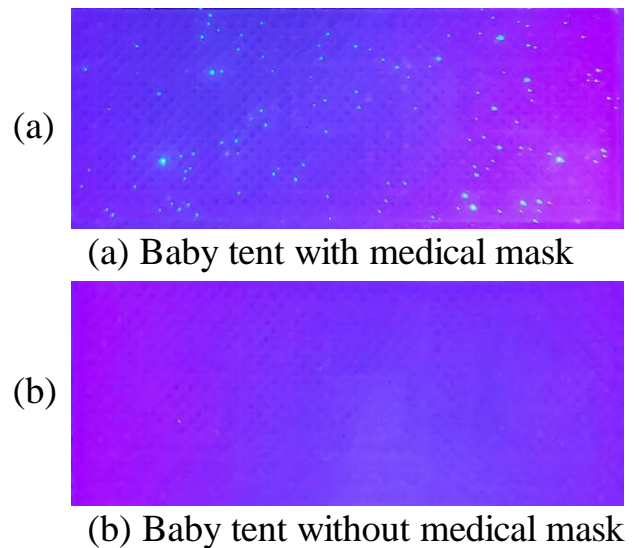 (a)
(a) Baby tent with medical mask
(b)
(b) Baby tent without medical mask